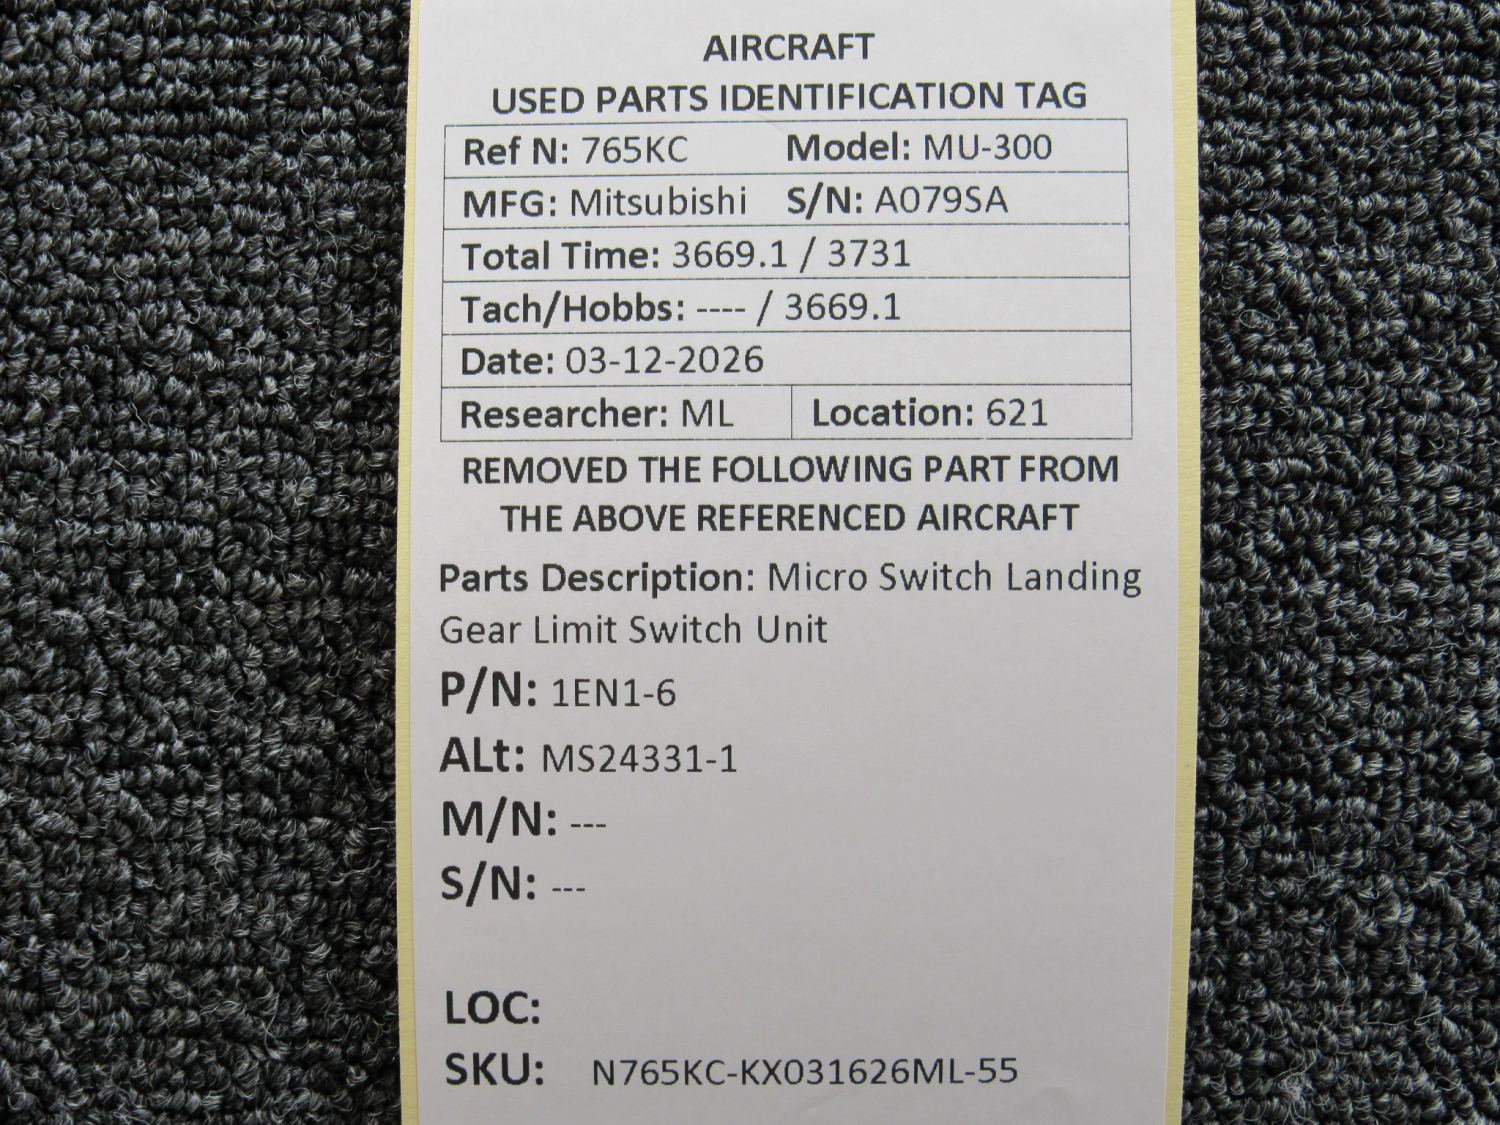 AIRCRAFT
USED PARTS IDENTIFICATION TAG
Ref N: 765KC Model: MU-300
MFG: Mitsubishi S/N: A079SA
Total Time: 3669.1 / 3731
Tach/Hobbs: ---- / 3669.1
Date: 03-12-2026
Researcher: ML Location: 621
REMOVED THE FOLLOWING PART FROM
THE ABOVE REFERENCED AIRCRAFT
Parts Description: Micro Switch Landing
Gear Limit Switch Unit
P/N: 1EN1-6
ALt: MS24331-1
M/N: ---
S/N: ---
LOC:
SKU: N765KC-KX031626ML-55